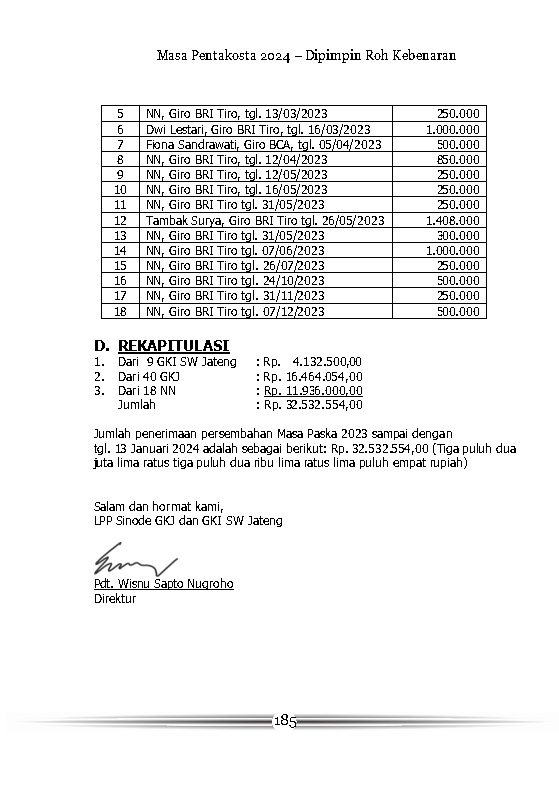 Masa Pentakosta 2024 – Dipimpin Roh Kebenaran
5 NN, Giro BRI Tiro, tgl. 13/03/2023 250.000
6 Dwi Lestari, Giro BRI Tiro, tgl. 16/03/2023 1.000.000
7 Fiona Sandrawati, Giro BCA, tgl. 05/04/2023 500.000
8 NN, Giro BRI Tiro, tgl. 12/04/2023 850.000
9 NN, Giro BRI Tiro, tgl. 12/05/2023 250.000
10 NN, Giro BRI Tiro, tgl. 16/05/2023 250.000
11 NN, Giro BRI Tiro, tgl. 31/05/2023 250.000
12 Tambak Surya, Giro BRI Tiro tgl. 26/05/2023 1.408.000
13 NN, Giro BRI Tiro tgl. 31/05/2023 300.000
14 NN, Giro BRI Tiro tgl. 07/06/2023 1.000.000
15 NN, Giro BRI Tiro tgl. 26/07/2023 250.000
16 NN, Giro BRI Tiro tgl. 24/10/2023 500.000
17 NN, Giro BRI Tiro tgl. 31/11/2023 250.000
18 NN, Giro BRI Tiro tgl. 07/12/2023 500.000
D. REKAPITULASI
1. Dari 9 GKI SW Jateng : Rp. 4.132.500,00
2. Dari 40 GKJ : Rp. 16.464.054,00
3. Dari 18 NN : Rp. 11.936.000,00
Jumlah : Rp. 32.532.554,00
Jumlah penerimaan persembahan Masa Paska 2023 sampai dengan
tgl. 13 Januari 2024 adalah sebagai berikut: Rp. 32.532.554,00 (Tiga puluh dua
juta lima ratus tiga puluh dua ribu lima ratus lima puluh empat rupiah)
Salam dan hormat kami,
LPP Sinode GKJ dan GKI SW Jateng
Pdt. Wisnu Sapto Nugroho
Direktur
185